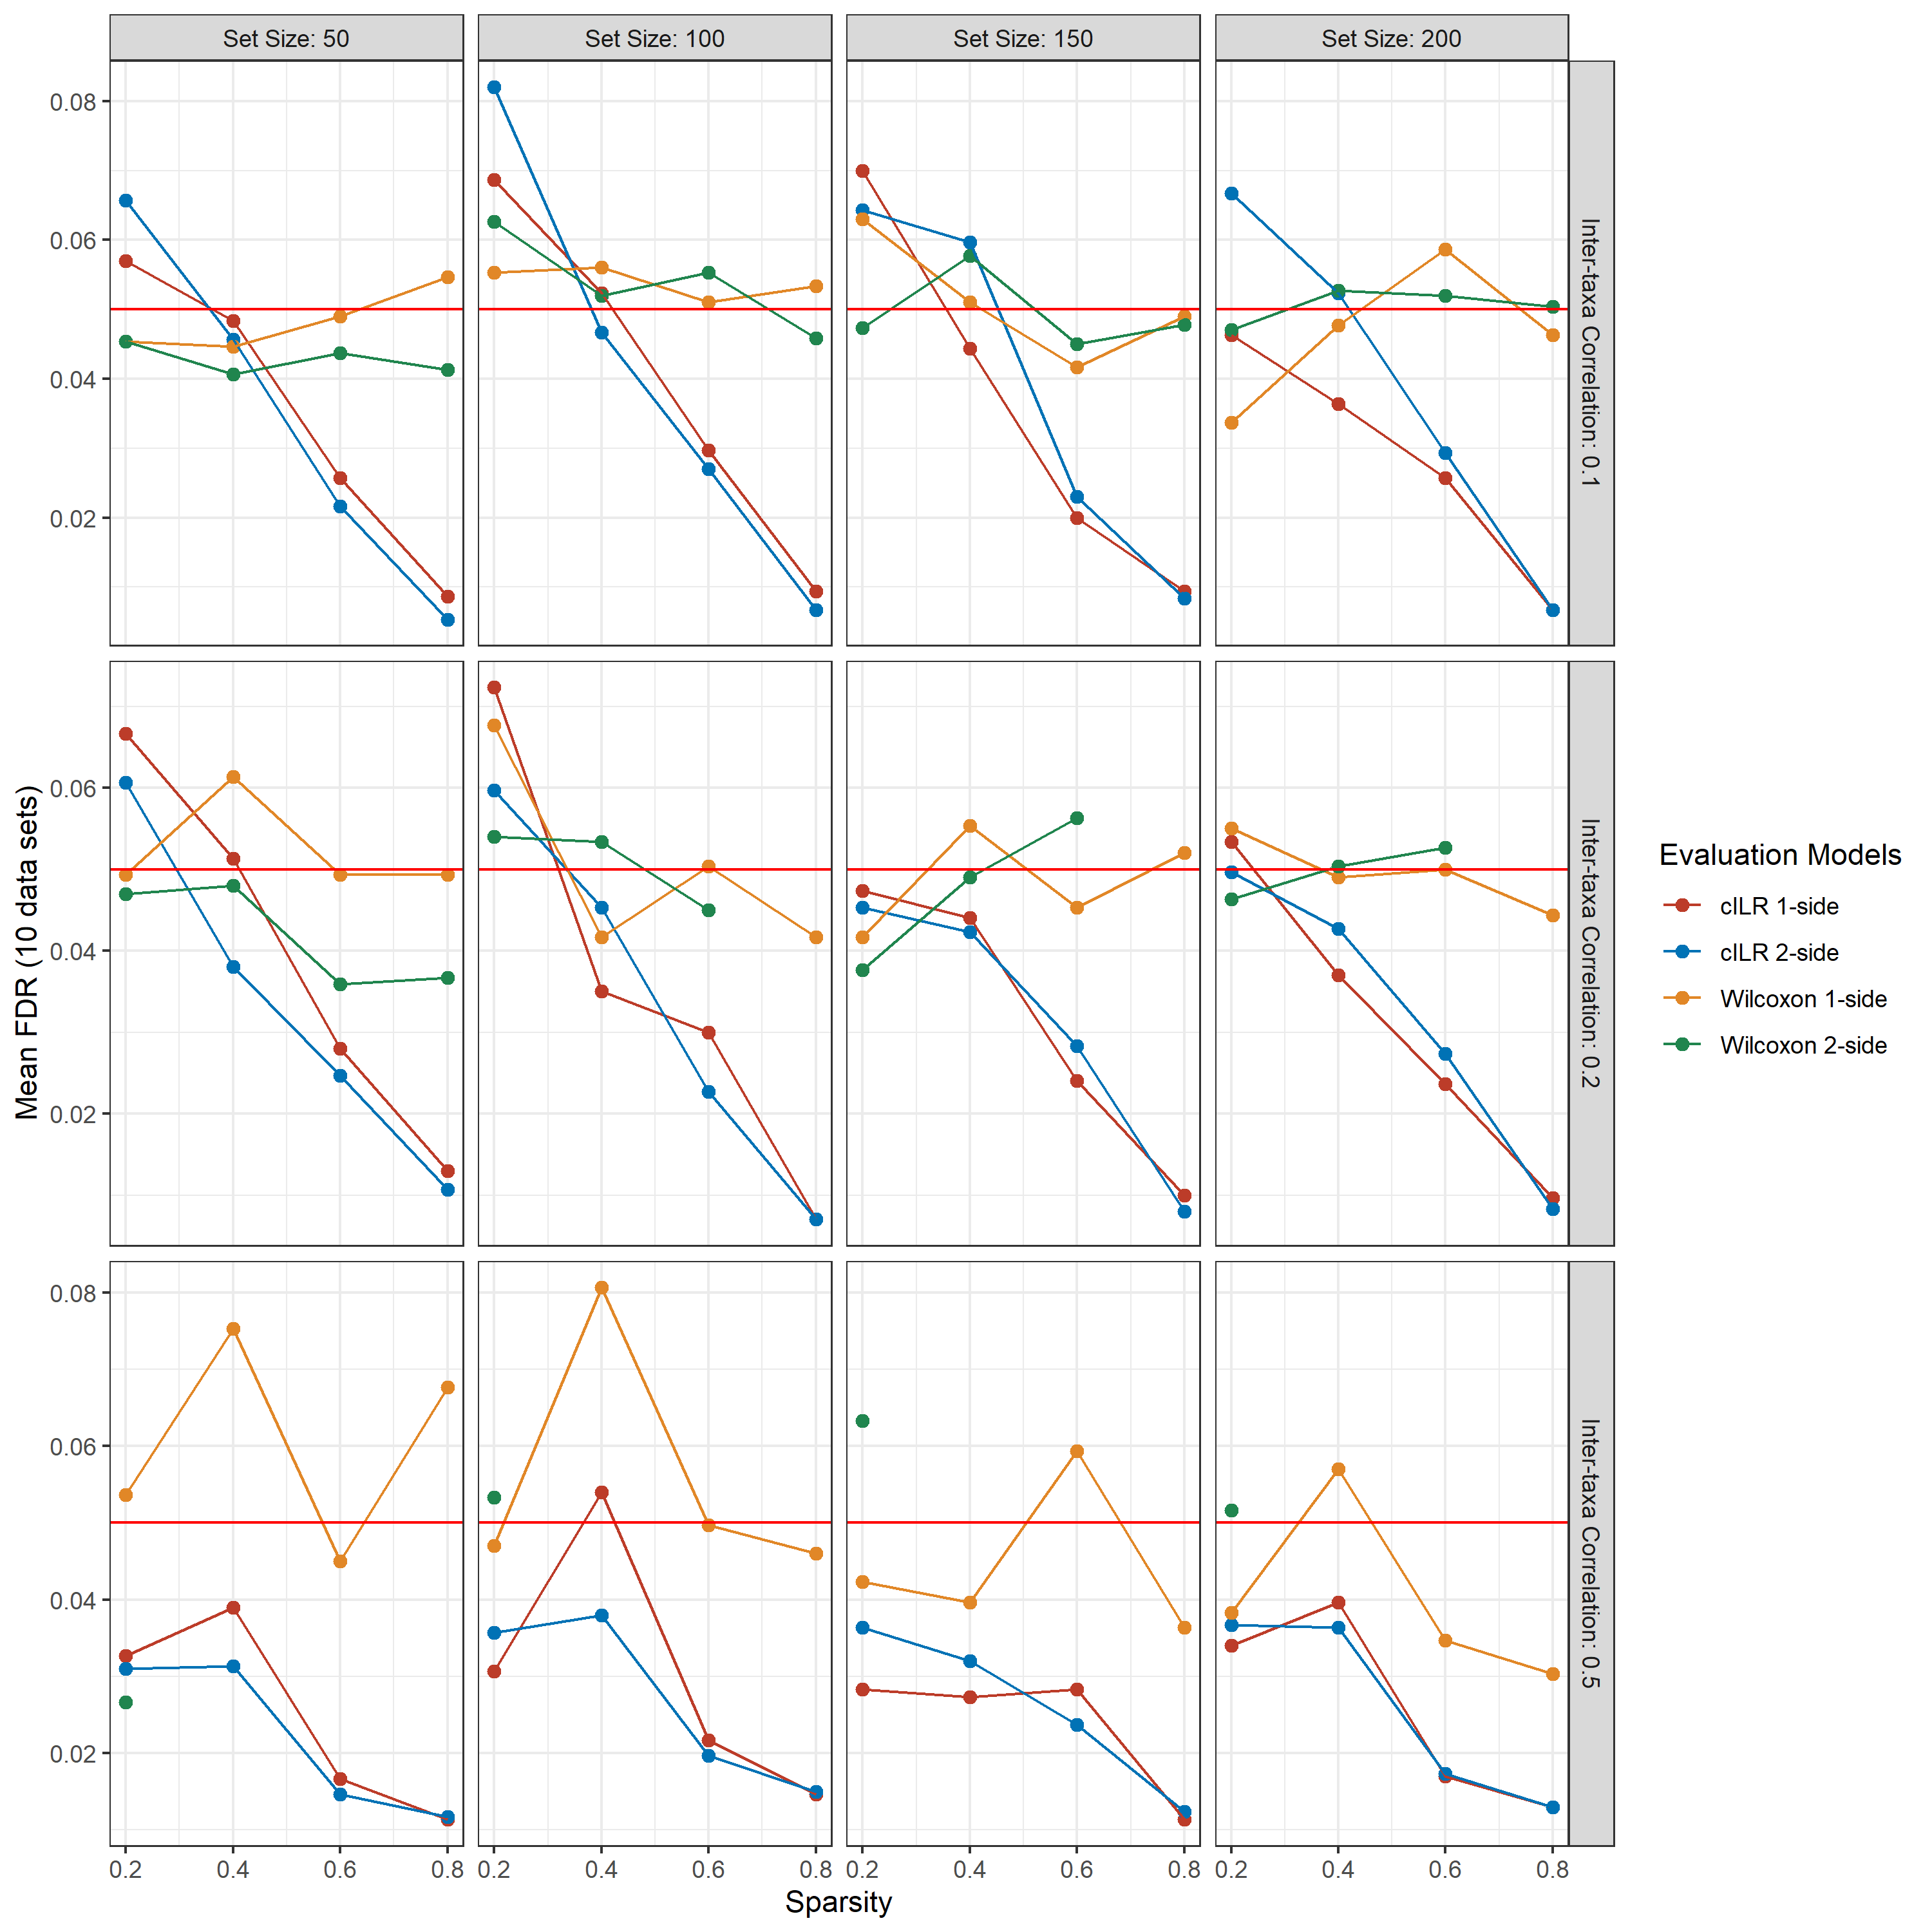 Set Size: 50
Set Size: 100
Set Size: 150
Set Size: 200
0.08
0.06
0.04
0.02
Inter-taxa Correlation: 0.1
Mean FDR (10 data sets)
0.06
0.04
0.02
Inter-taxa Correlation: 0.2
0.08
0.06
0.04
0.02
Inter-taxa Correlation: 0.5
0.2 0.4 0.6 0.8
0.2 0.4 0.6 0.8
0.2 0.4 0.6 0.8
0.2 0.4 0.6 0.8
Sparsity
Evaluation Models
cILR 1-side
cILR 2-side
Wilcoxon 1-side
Wilcoxon 2-side